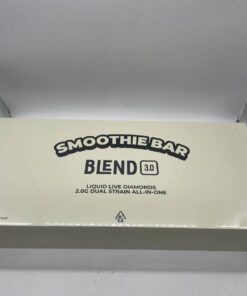 SMOOTHIE BAR
BLEND 3.0
LIQUID LIVE DIAMONDS
2.0G DUAL STRAIN ALL-IN-ONE